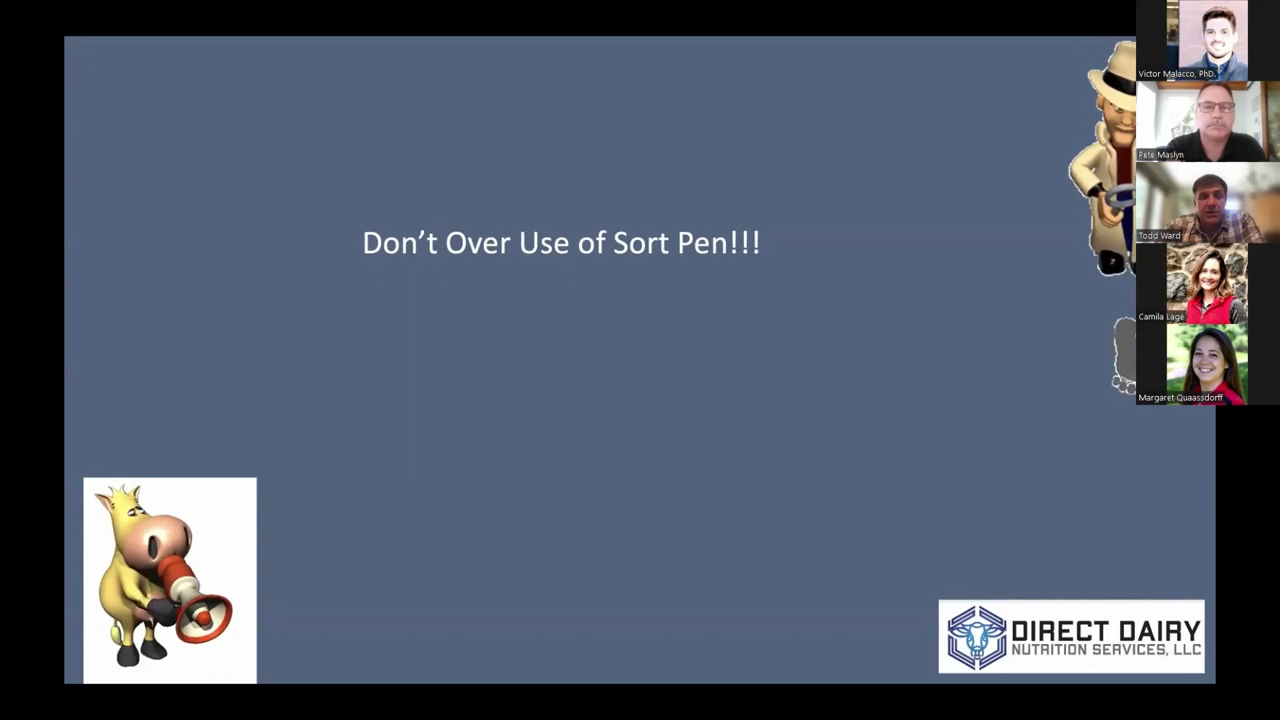 Don't Over Use of Sort Pen!!!
Victor Malacco, PhD.
Pete Maslyn
Todd Ward
Camila Lage
Margaret Quaassdorff
DIRECT DAIRY
NUTRITION SERVICES, LLC